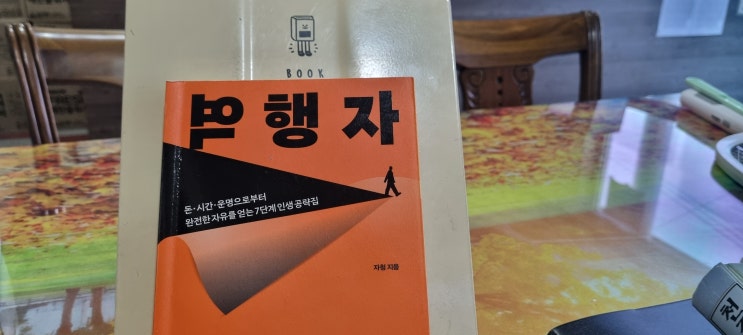 BOOK
역행자
돈·시간·운명으로부터
완전한 자유를 얻는 7단계 인생 공략집
자청 지음